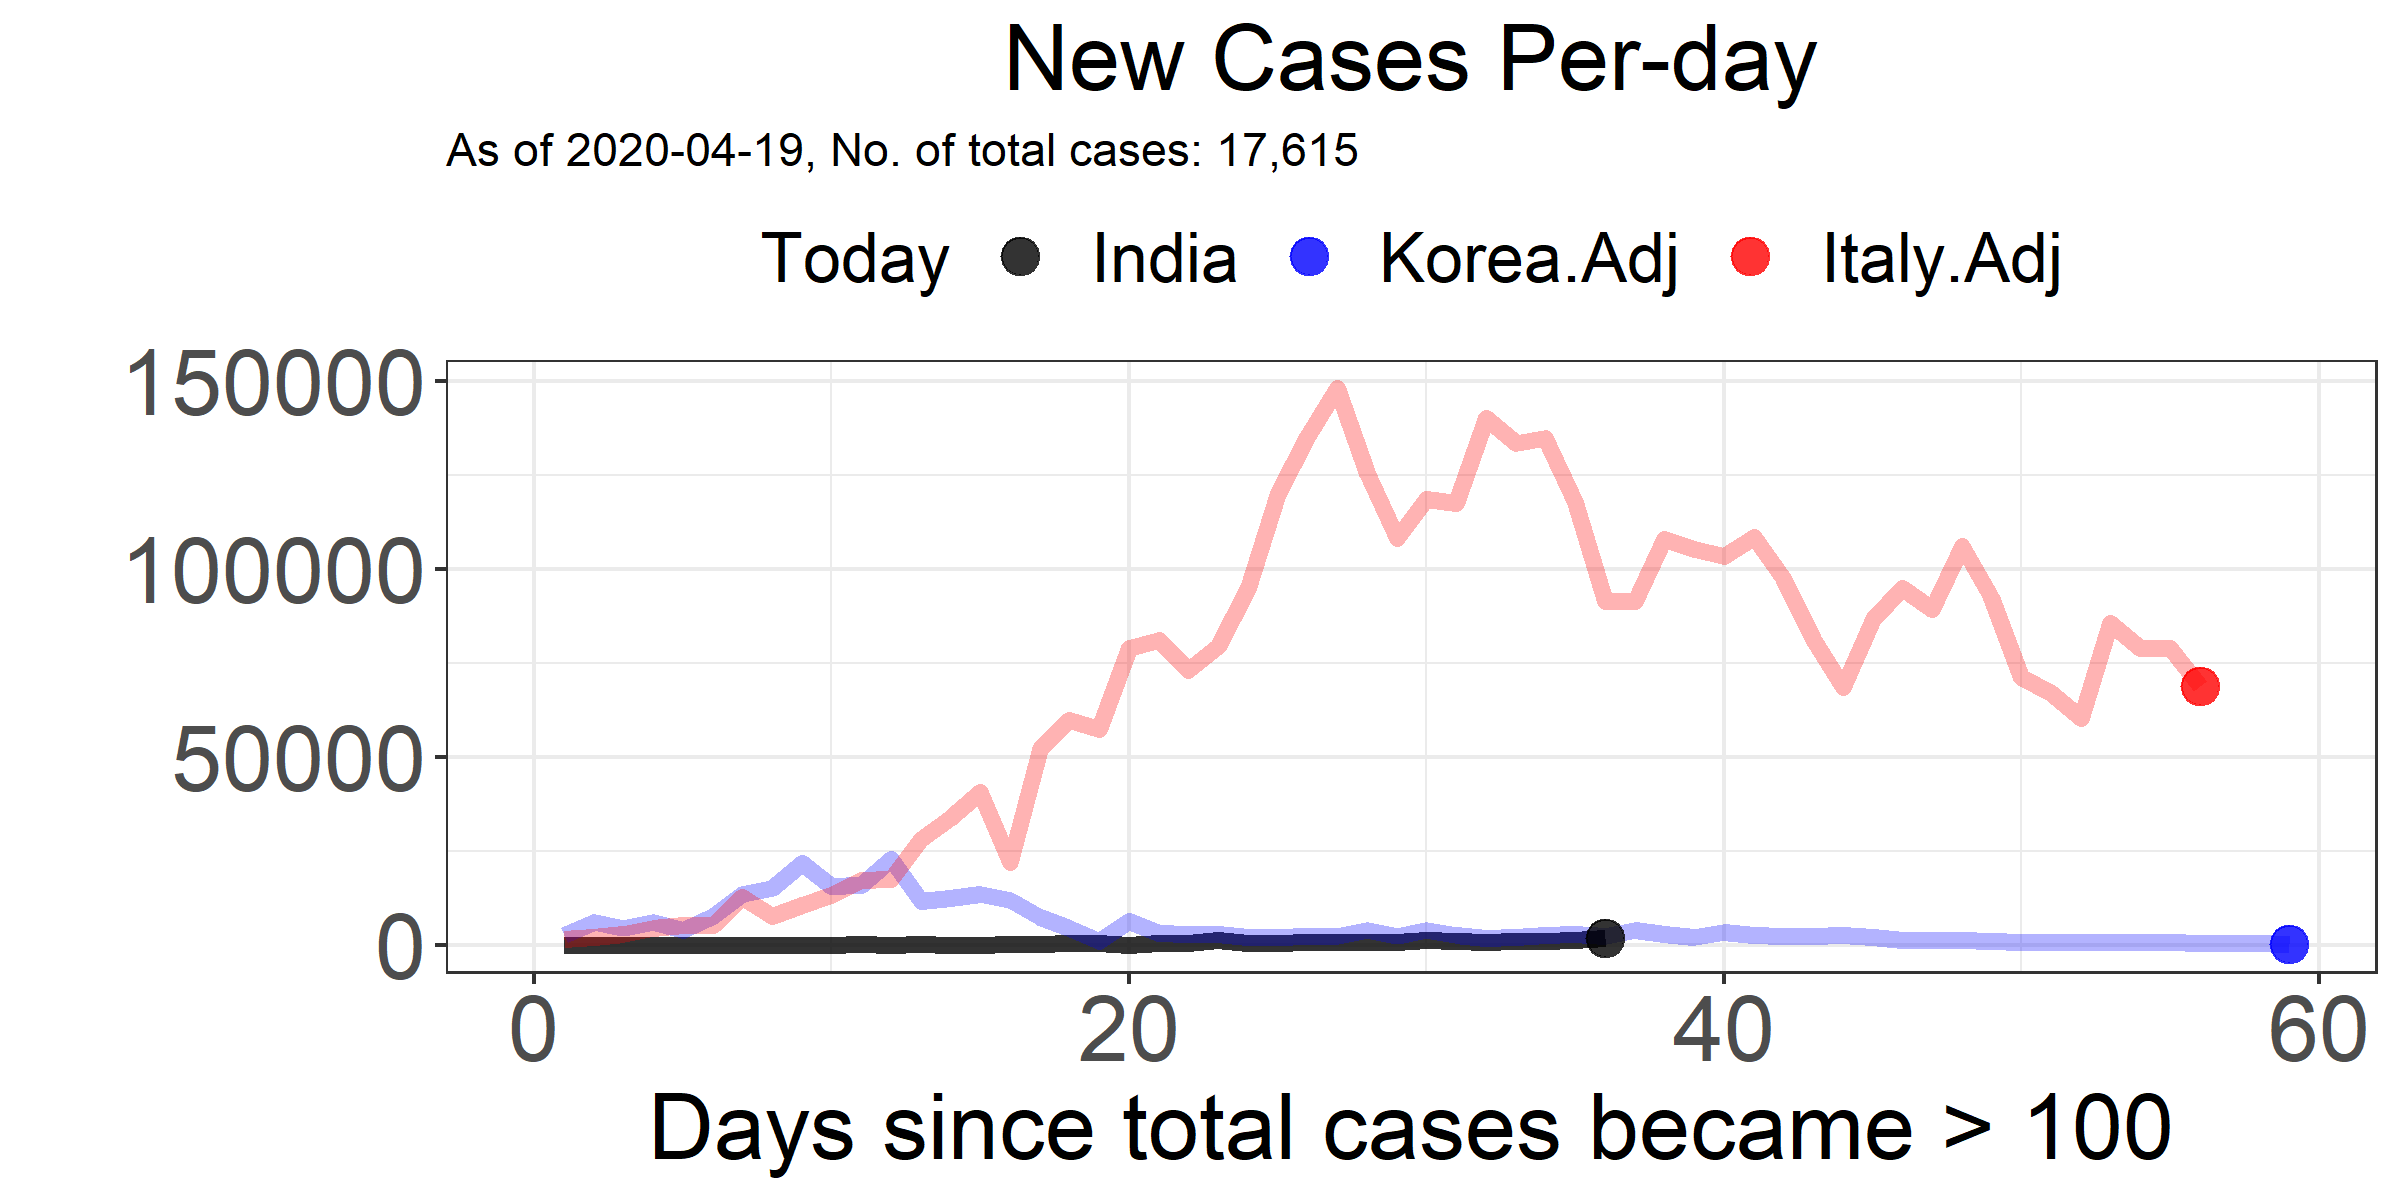 New Cases Per-day
As of 2020-04-19, No. of total cases: 17,615
Today India Korea.Adj Italy.Adj
150000
100000
50000
0
0 20 40 60
Days since total cases became > 100